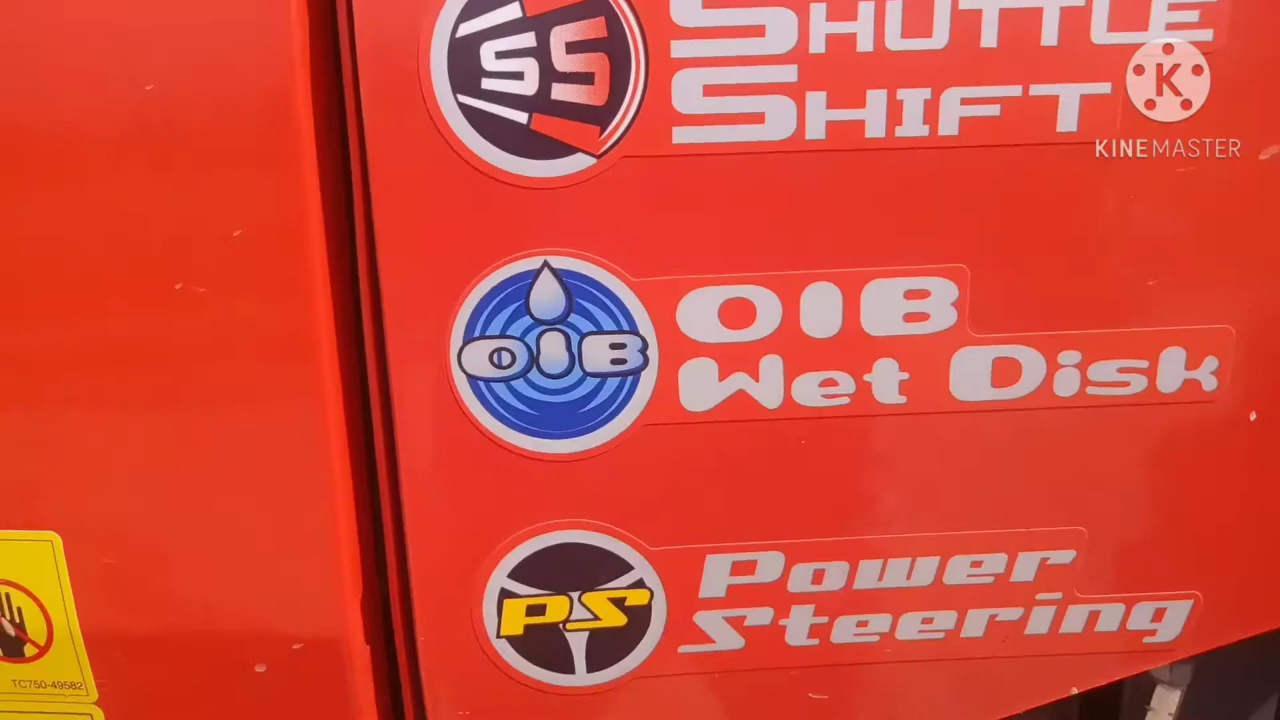 SS
SHUTTLE
SHIFT
K
KINEMASTER
OIB
OIB
Wet Disk
PS
Power
Steering
TC750-49582